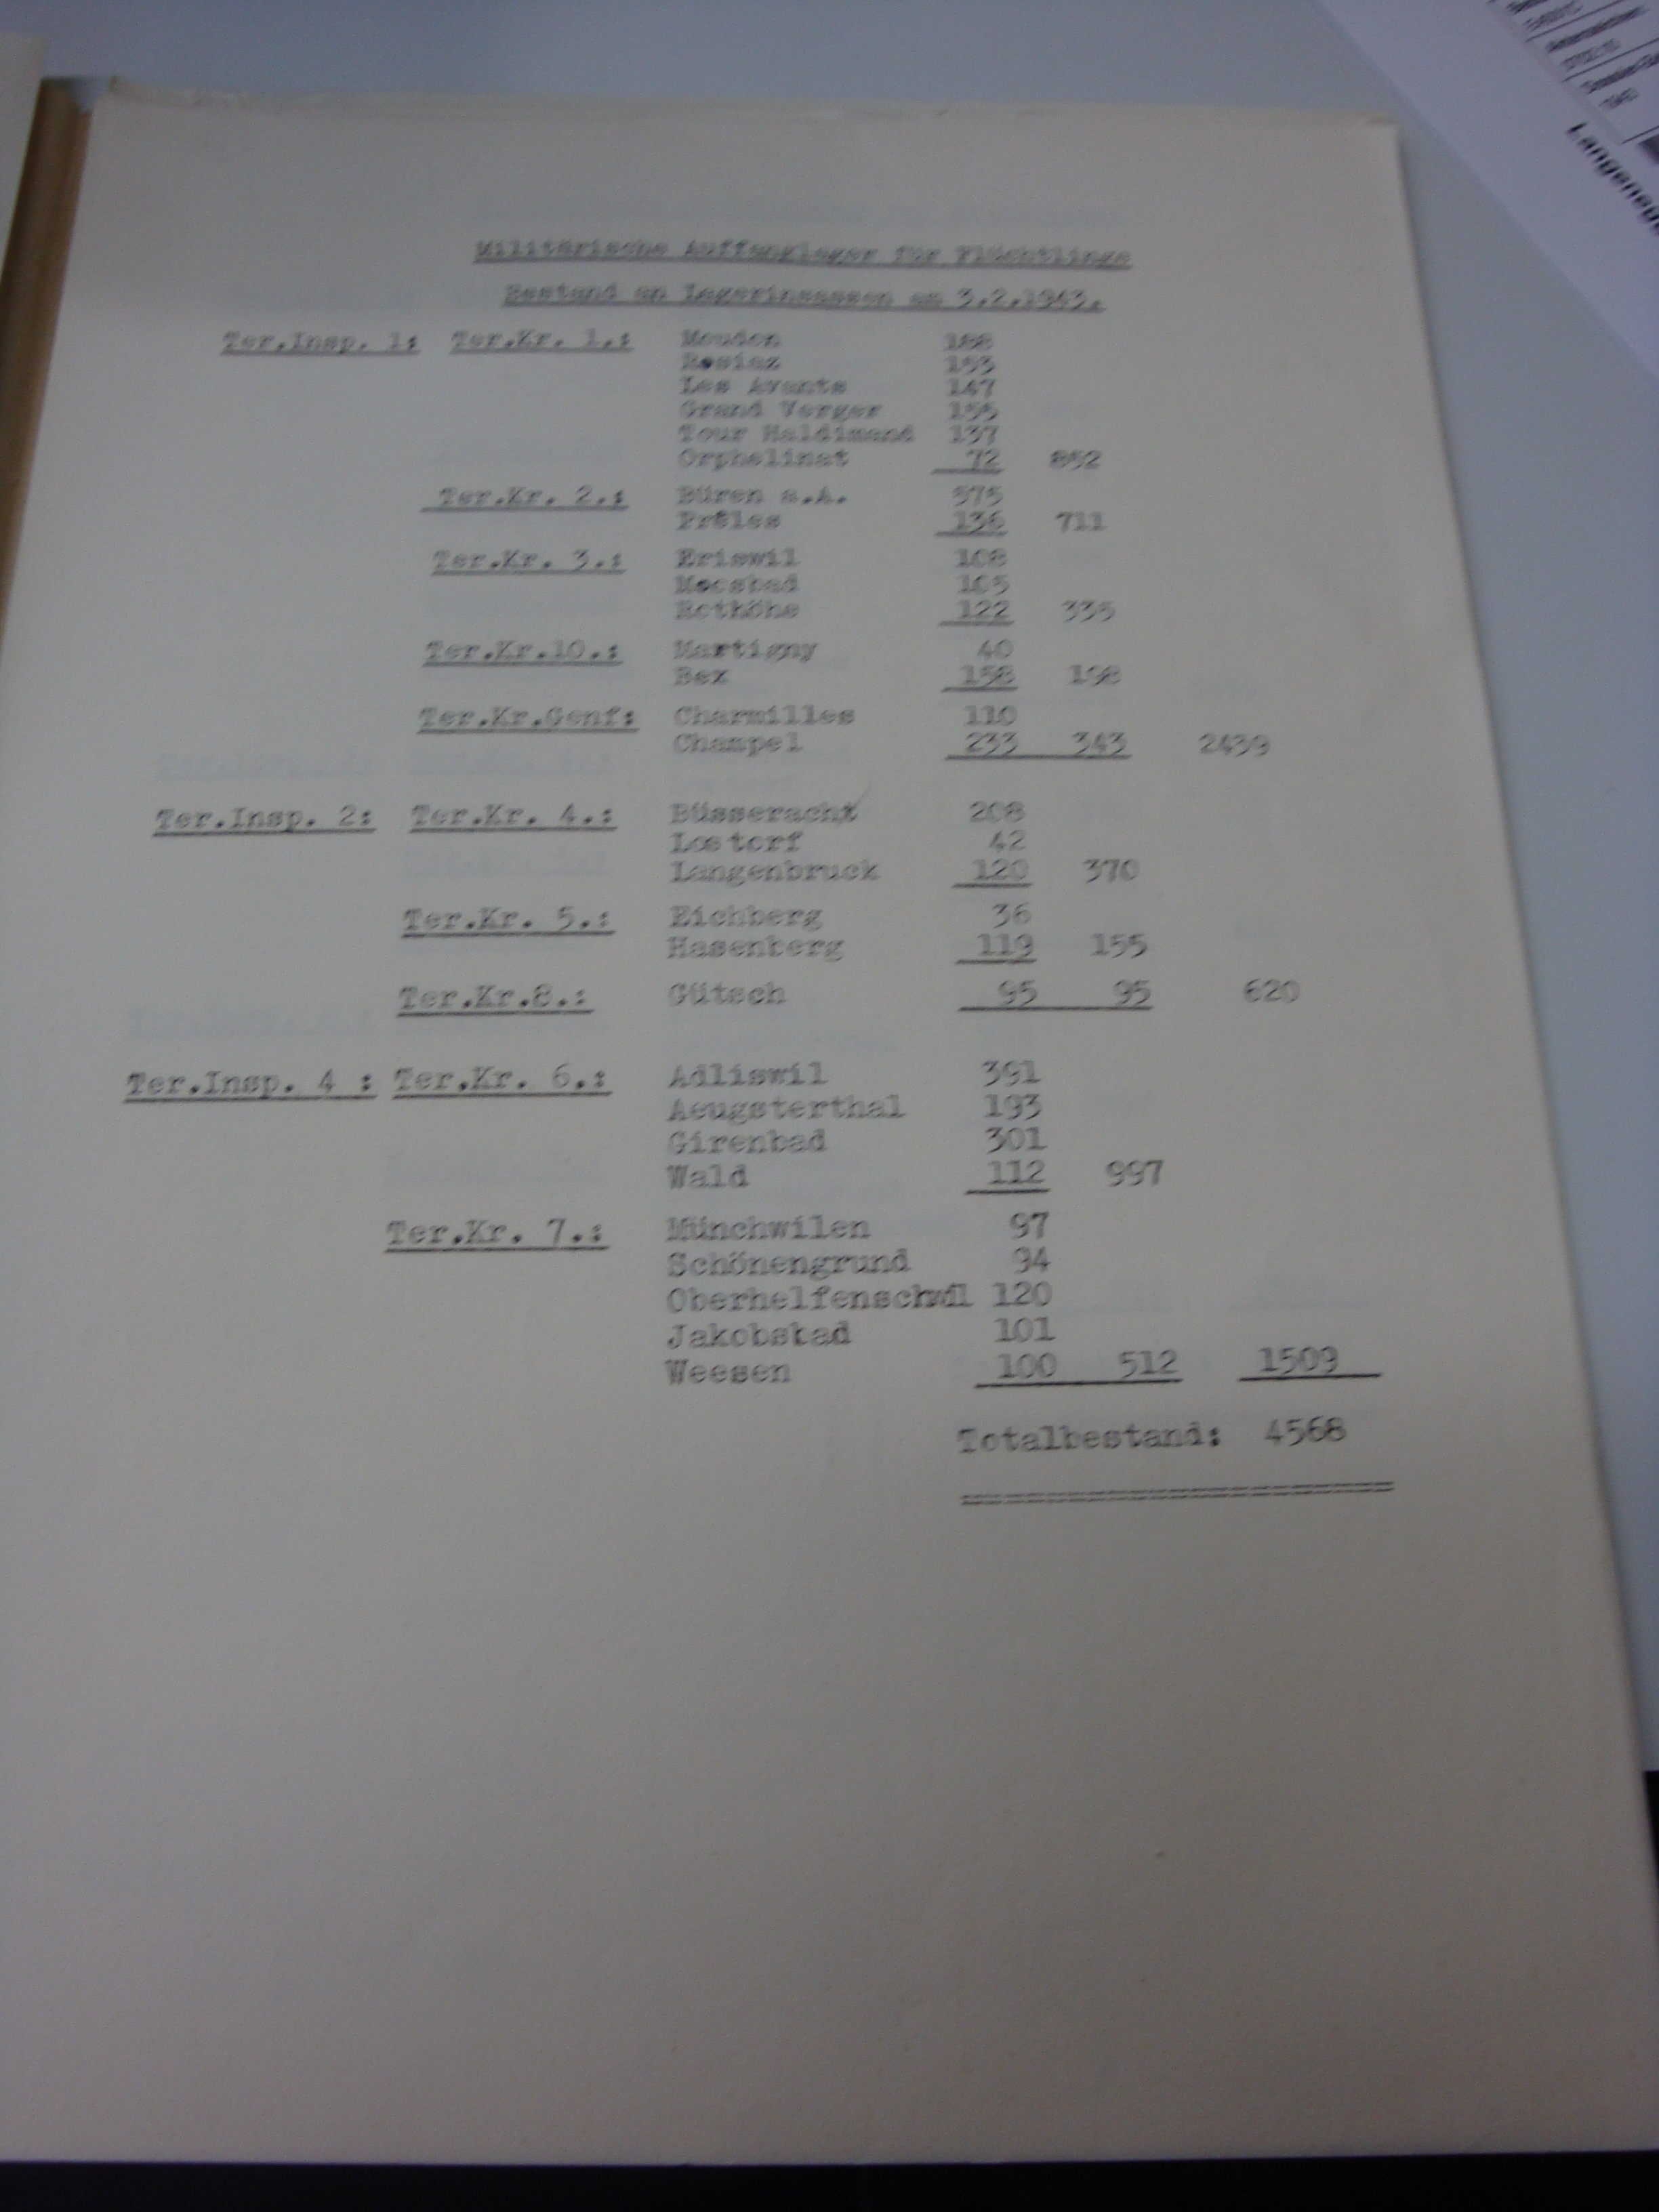 Militärische Auffanglager für Flüchtlinge
Bestand an Lagerinsassen am 3.2.1943.
Ter.Insp. 1: Ter.Kr. 1.: Moudon 188
Rosiaz 153
Les Avants 147
Grand Verger 155
Tour Haldimand 137
Orphelinat 72 852
Ter.Kr. 2.: Büren a.A. 575
Prêles 136 711
Ter.Kr. 3.: Eriswil 108
Moosbad 105
Rothöhe 122 335
Ter.Kr.10.: Martigny 40
Bex 158 198
Ter.Kr.Genf: Charmilles 110
Champel 233 343 2439
Ter.Insp. 2: Ter.Kr. 4.: Büsseracht 208
Lostorf 42
Langenbruck 120 370
Ter.Kr. 5.: Eichberg 36
Hasenberg 119 155
Ter.Kr.8.: Gütsch 95 95 620
Ter.Insp. 4 : Ter.Kr. 6.: Adliswil 391
Aeugsterthal 193
Girenbad 301
Wald 112 997
Ter.Kr. 7.: Münchwilen 97
Schönengrund 94
Oberhelfenschwil 120
Jakobsbad 101
Weesen 100 512 1509
Totalbestand: 4568